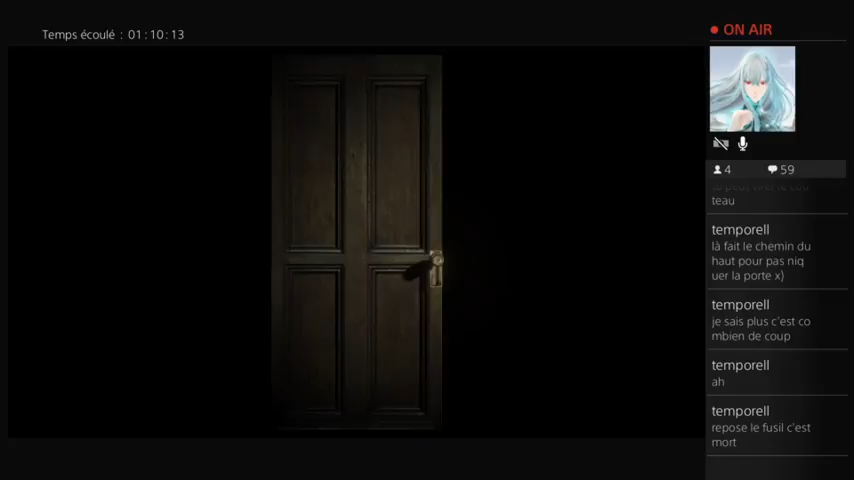 Temps écoulé : 01:10:13
ON AIR
4
59
teau
temporell
là fait le chemin du
haut pour pas niq
uer la porte x)
temporell
je sais plus c'est co
mbien de coup
temporell
ah
temporell
repose le fusil c'est
mort